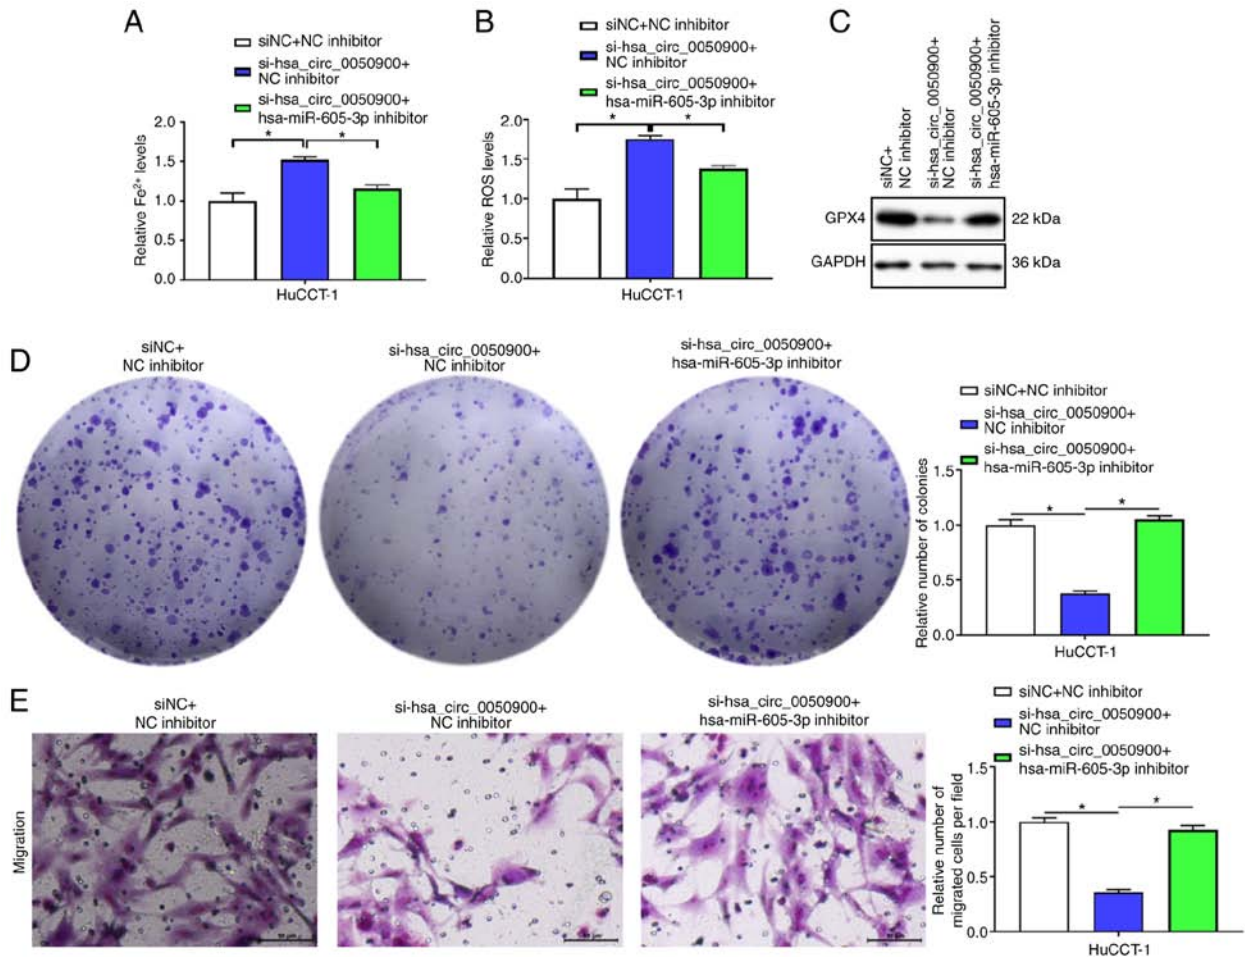 A
siNC+NC inhibitor
si-hsa_circ_0050900+
NC inhibitor
si-hsa_circ_0050900+
hsa-miR-605-3p inhibitor
Relative Fe²⁺ levels
2.0
1.5
1.0
0.5
0.0
*
*
HuCCT-1
B
siNC+NC inhibitor
si-hsa_circ_0050900+
NC inhibitor
si-hsa_circ_0050900+
hsa-miR-605-3p inhibitor
Relative ROS levels
2.0
1.5
1.0
0.5
0.0
*
*
HuCCT-1
C
siNC+
NC inhibitor
si-hsa_circ_0050900+
NC inhibitor
si-hsa_circ_0050900+
hsa-miR-605-3p inhibitor
GPX4
22 kDa
GAPDH
36 kDa
D
siNC+
NC inhibitor
si-hsa_circ_0050900+
NC inhibitor
si-hsa_circ_0050900+
hsa-miR-605-3p inhibitor
siNC+NC inhibitor
si-hsa_circ_0050900+
NC inhibitor
si-hsa_circ_0050900+
hsa-miR-605-3p inhibitor
Relative number of colonies
1.5
1.0
0.5
0.0
*
*
HuCCT-1
E
siNC+
NC inhibitor
si-hsa_circ_0050900+
NC inhibitor
si-hsa_circ_0050900+
hsa-miR-605-3p inhibitor
Migration
siNC+NC inhibitor
si-hsa_circ_0050900+
NC inhibitor
si-hsa_circ_0050900+
hsa-miR-605-3p inhibitor
Relative number of
migrated cells per field
1.5
1.0
0.5
0.0
*
*
HuCCT-1